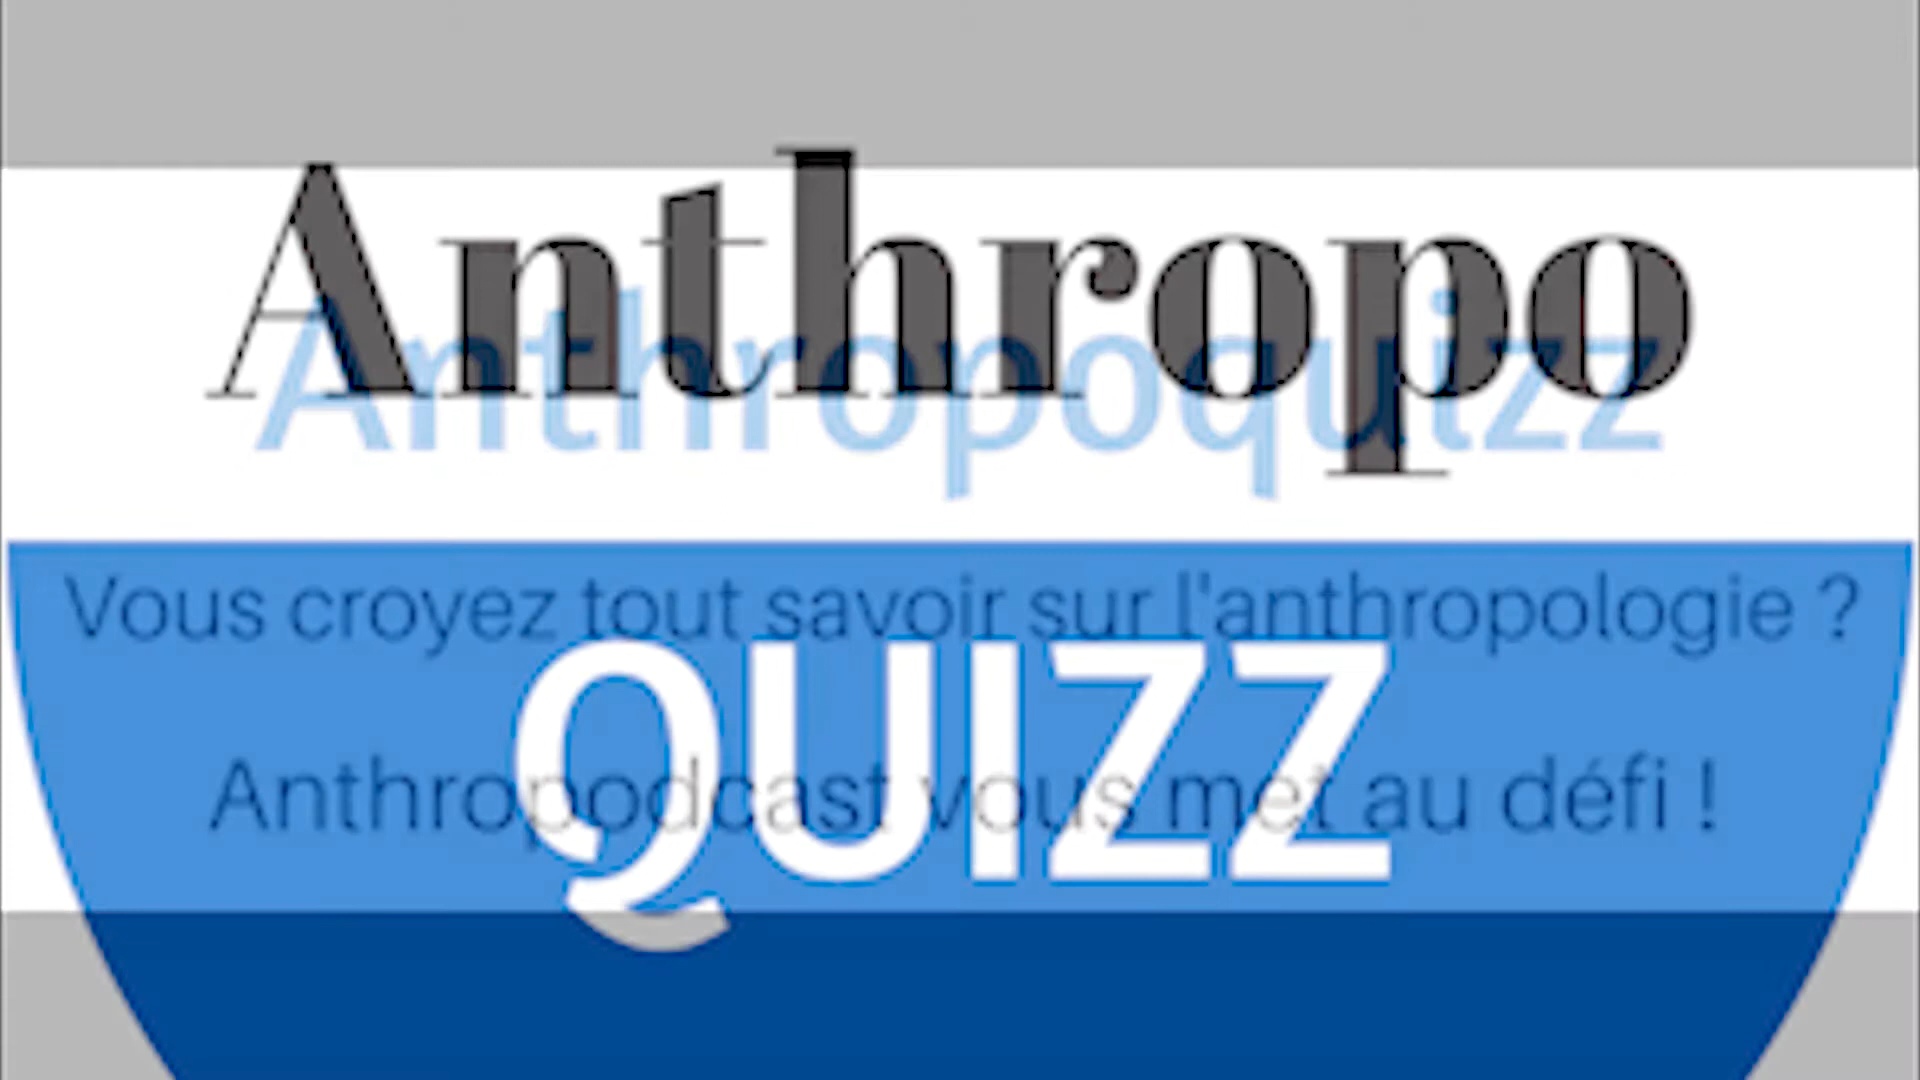 Anthropo
Anthropoquizz
Vous croyez tout savoir sur l'anthropologie ?
QUIZZ
Anthropodcast vous met au défi !